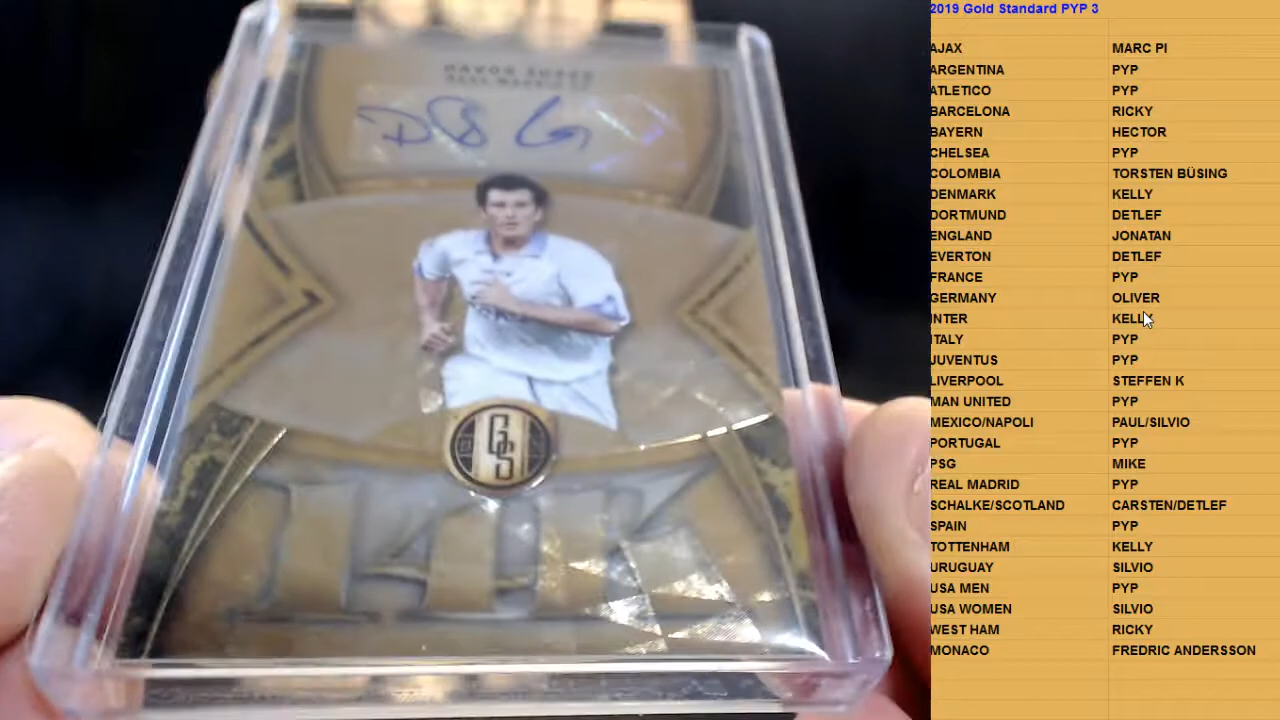 DAVOR SUKER
REAL MADRID CF
GS
14K
2019 Gold Standard PYP 3
AJAX MARC PI
ARGENTINA PYP
ATLETICO PYP
BARCELONA RICKY
BAYERN HECTOR
CHELSEA PYP
COLOMBIA TORSTEN BÜSING
DENMARK KELLY
DORTMUND DETLEF
ENGLAND JONATAN
EVERTON DETLEF
FRANCE PYP
GERMANY OLIVER
INTER KELLY
ITALY PYP
JUVENTUS PYP
LIVERPOOL STEFFEN K
MAN UNITED PYP
MEXICO/NAPOLI PAUL/SILVIO
PORTUGAL PYP
PSG MIKE
REAL MADRID PYP
SCHALKE/SCOTLAND CARSTEN/DETLEF
SPAIN PYP
TOTTENHAM KELLY
URUGUAY SILVIO
USA MEN PYP
USA WOMEN SILVIO
WEST HAM RICKY
MONACO FREDRIC ANDERSSON